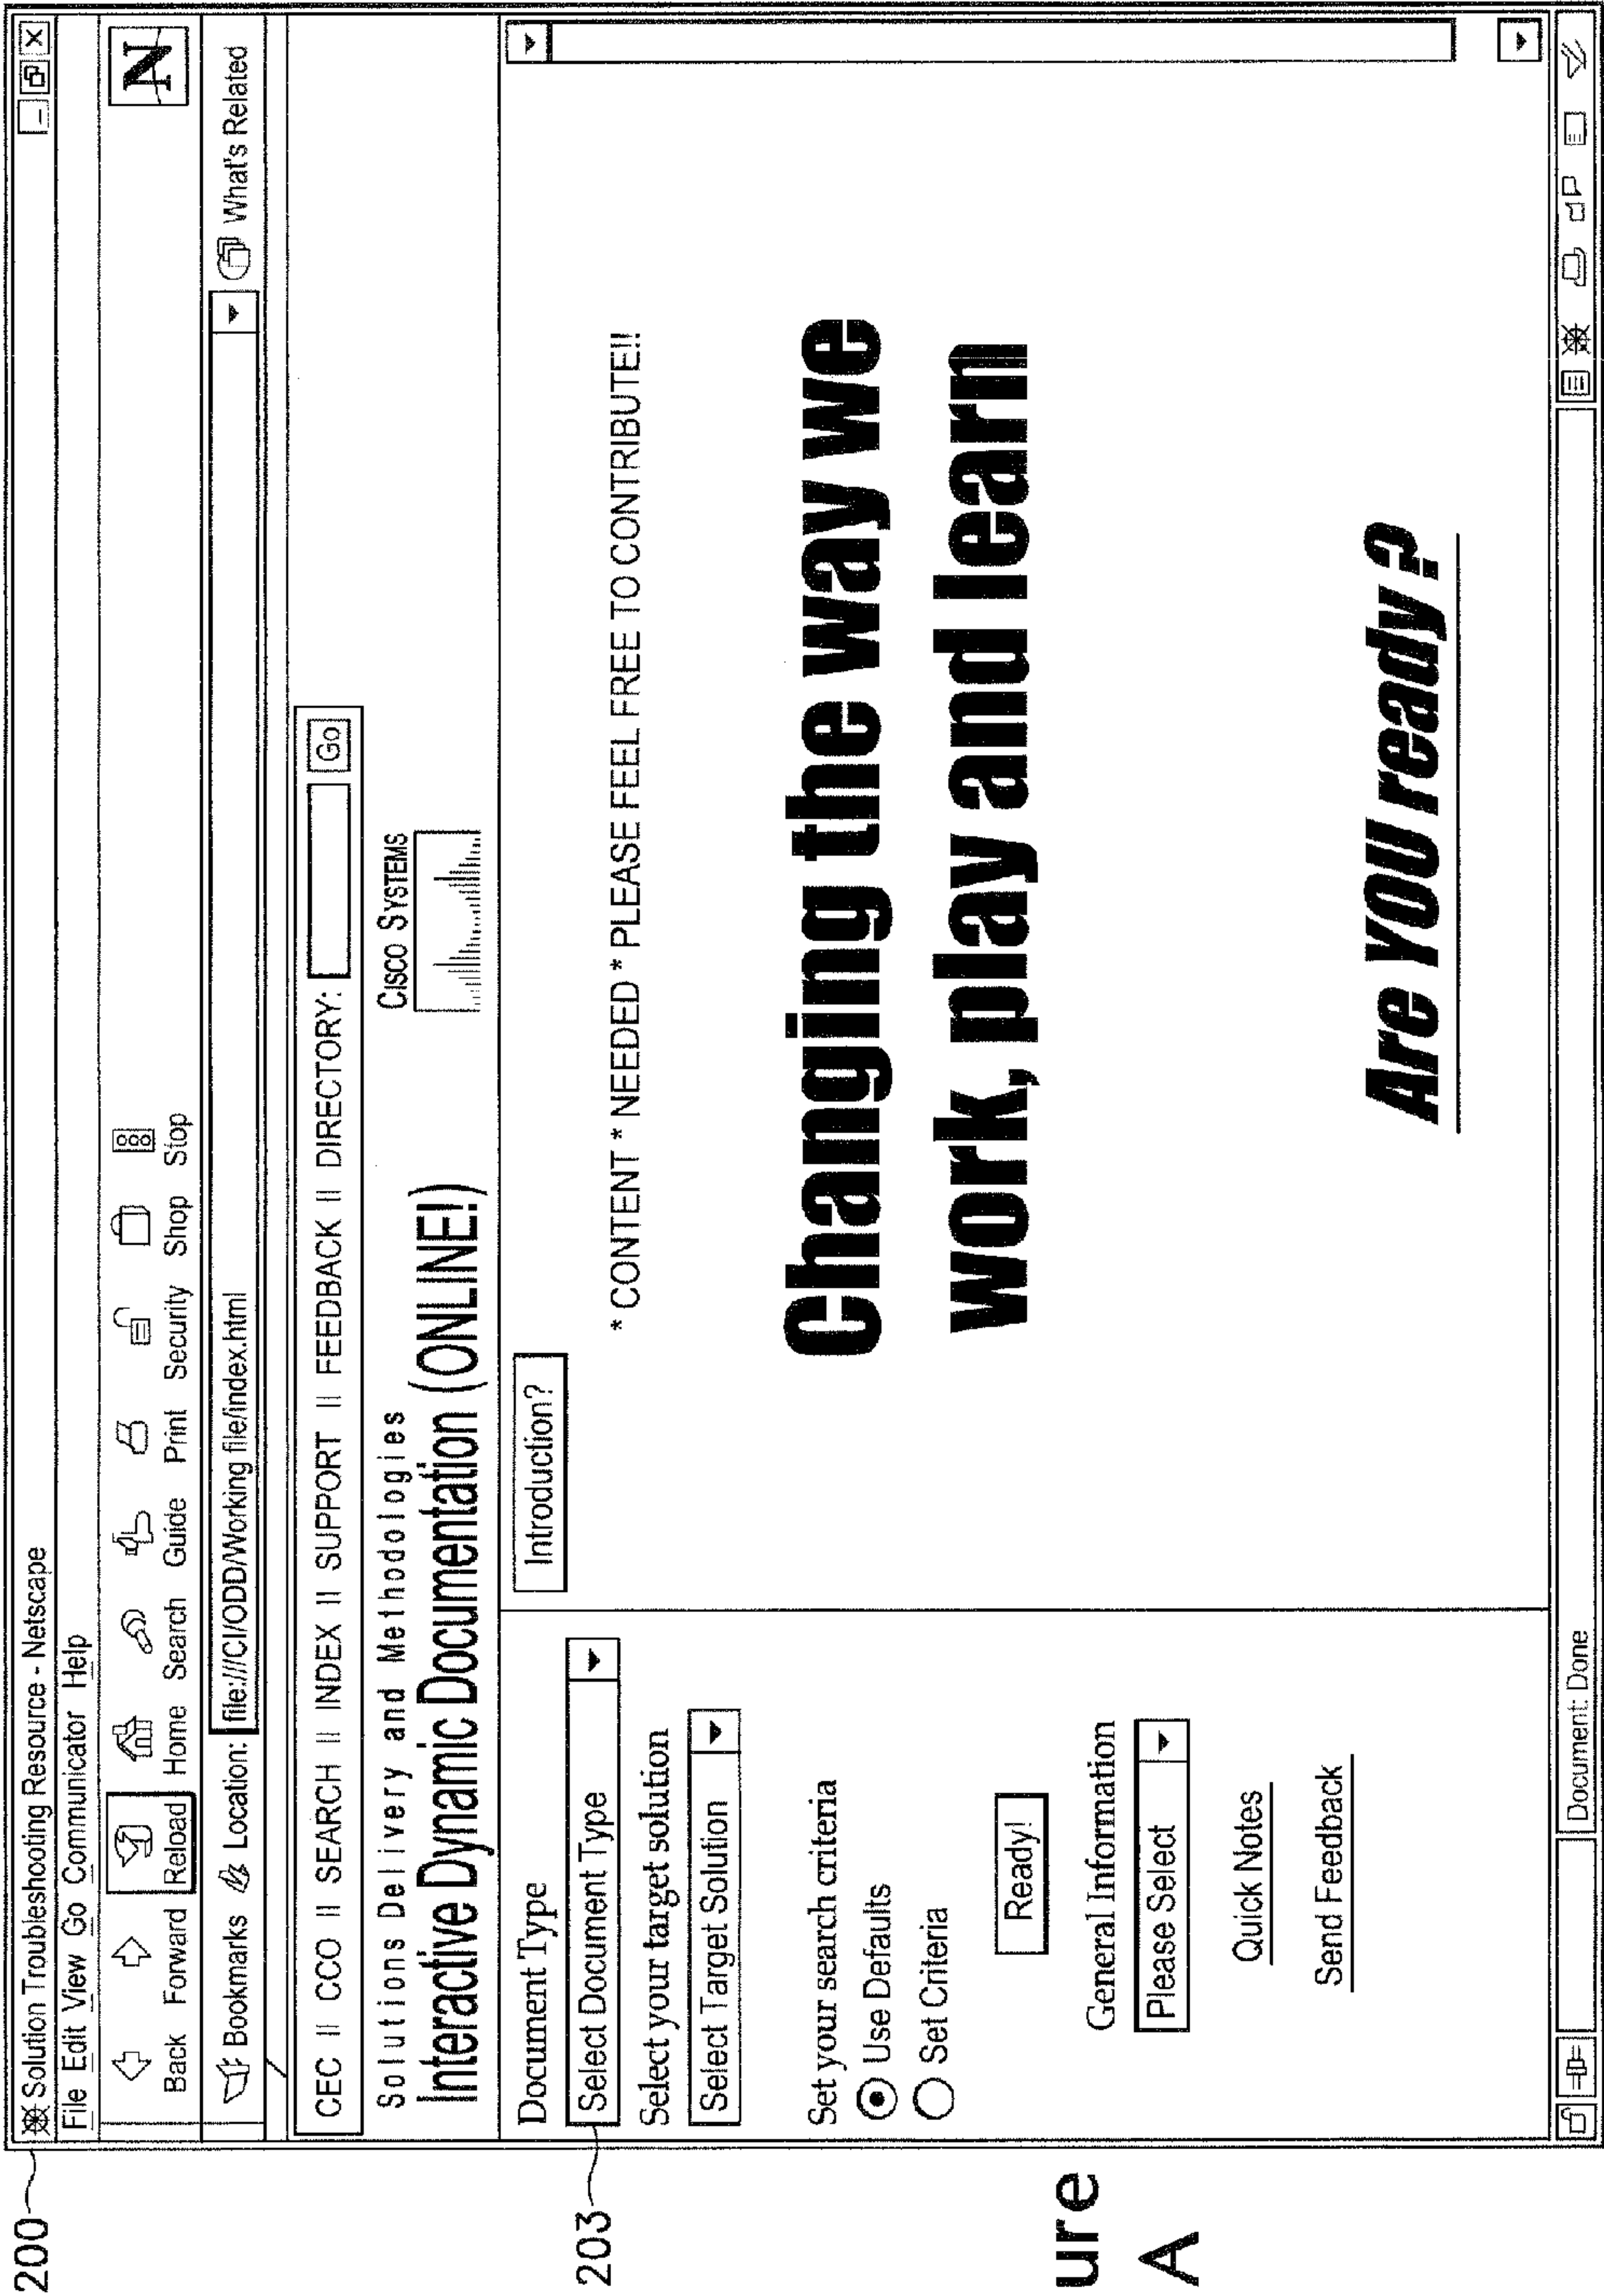 200
Solution Troubleshooting Resource - Netscape
File Edit View Go Communicator Help
N
Back Forward Reload Home Search Guide Print Security Shop Stop
Bookmarks Location: file:///CI/ODD/Working file/index.html What's Related
CEC || CCO || SEARCH || INDEX || SUPPORT || FEEDBACK || DIRECTORY: Go
Solutions Delivery and Methodologies
Interactive Dynamic Documentation (ONLINE!)
CISCO SYSTEMS
203
Document Type
Select Document Type
Select your target solution
Select Target Solution
Set your search criteria
Use Defaults
Set Criteria
Ready!
General Information
Please Select
Quick Notes
Send Feedback
Introduction?
* CONTENT * NEEDED * PLEASE FEEL FREE TO CONTRIBUTE!!
Changing the way we
work, play and learn
Are YOU ready ?
Document: Done
ure
A